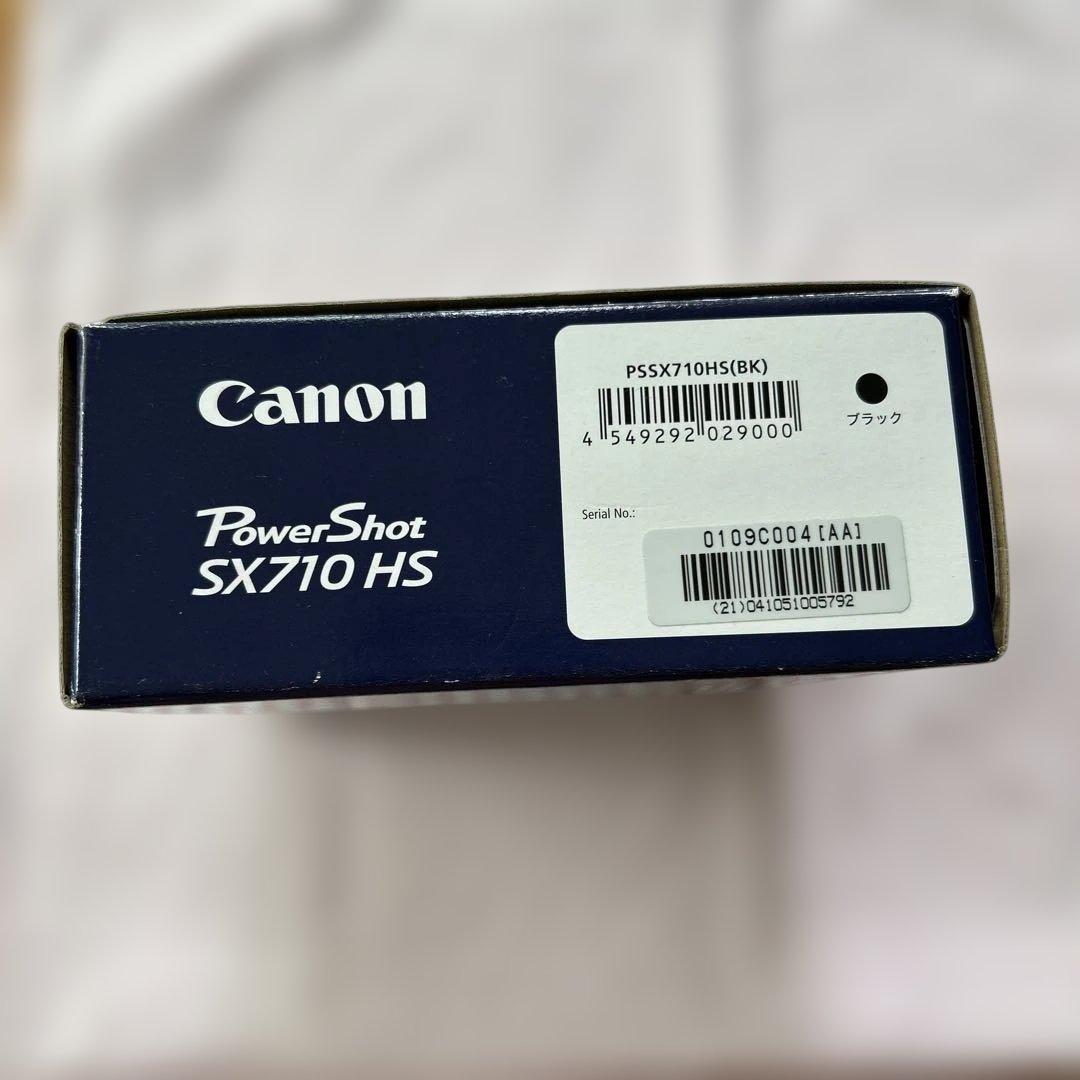 Canon
PowerShot
SX710 HS
PSSX710HS(BK)
4 549292 029000
ブラック
Serial No.:
0109C004[AA]
(21)041051005792